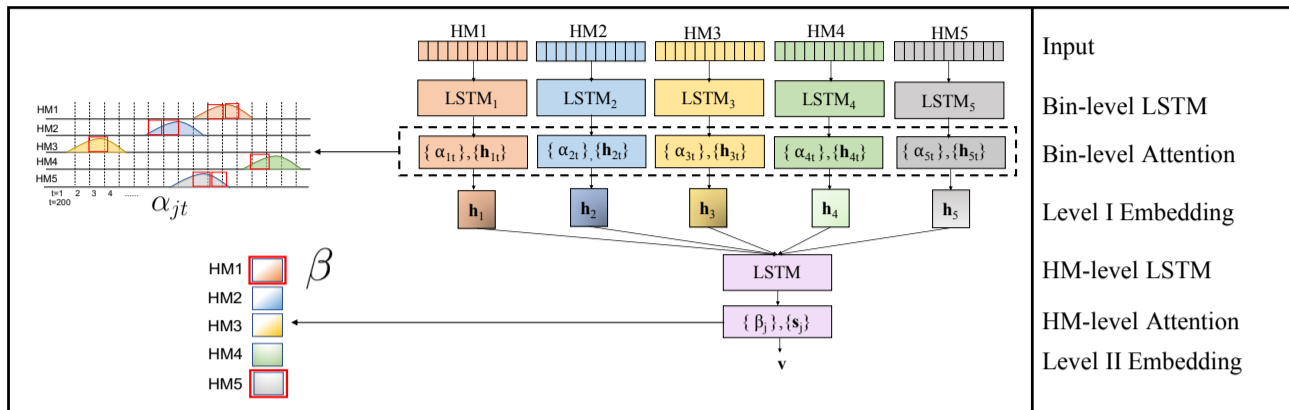 HM1 HM2 HM3 HM4 HM5 Input
LSTM₁ LSTM₂ LSTM₃ LSTM₄ LSTM₅ Bin-level LSTM
{ α₁ₜ},{h₁ₜ} { α₂ₜ},{h₂ₜ} { α₃ₜ},{h₃ₜ} { α₄ₜ},{h₄ₜ} { α₅ₜ},{h₅ₜ} Bin-level Attention
HM1
HM2
HM3
HM4
HM5
t=1 2 3 4 ......
t=200
αⱼₜ
h₁ h₂ h₃ h₄ h₅ Level I Embedding
LSTM HM-level LSTM
{ βⱼ},{sⱼ} HM-level Attention
v Level II Embedding
β
HM1
HM2
HM3
HM4
HM5